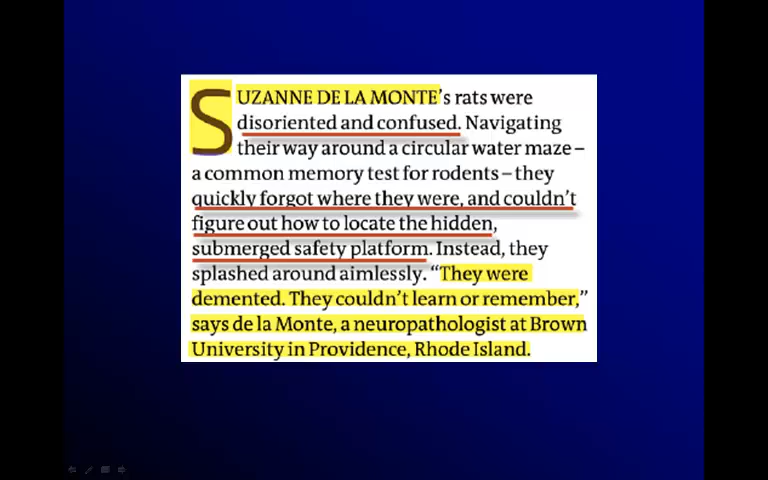 SUZANNE DE LA MONTE's rats were
disoriented and confused. Navigating
their way around a circular water maze –
a common memory test for rodents – they
quickly forgot where they were, and couldn't
figure out how to locate the hidden,
submerged safety platform. Instead, they
splashed around aimlessly. “They were
demented. They couldn't learn or remember,”
says de la Monte, a neuropathologist at Brown
University in Providence, Rhode Island.